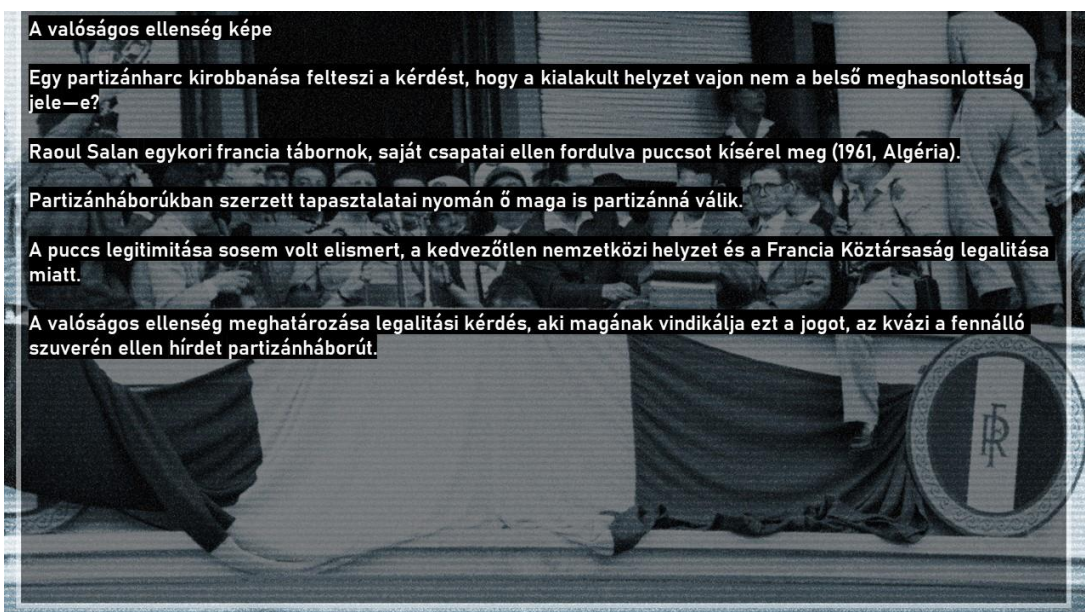 A valóságos ellenség képe
Egy partizánharc kirobbanása felteszi a kérdést, hogy a kialakult helyzet vajon nem a belső meghasonlottság
jele—e?
Raoul Salan egykori francia tábornok, saját csapatai ellen fordulva puccsot kísérel meg (1961, Algéria).
Partizánháborúkban szerzett tapasztalatai nyomán ő maga is partizánná válik.
A puccs legitimitása sosem volt elismert, a kedvezőtlen nemzetközi helyzet és a Francia Köztársaság legalitása
miatt.
A valóságos ellenség meghatározása legalitási kérdés, aki magának vindikálja ezt a jogot, az kvázi a fennálló
szuverén ellen hírdet partizánháborút.
RF